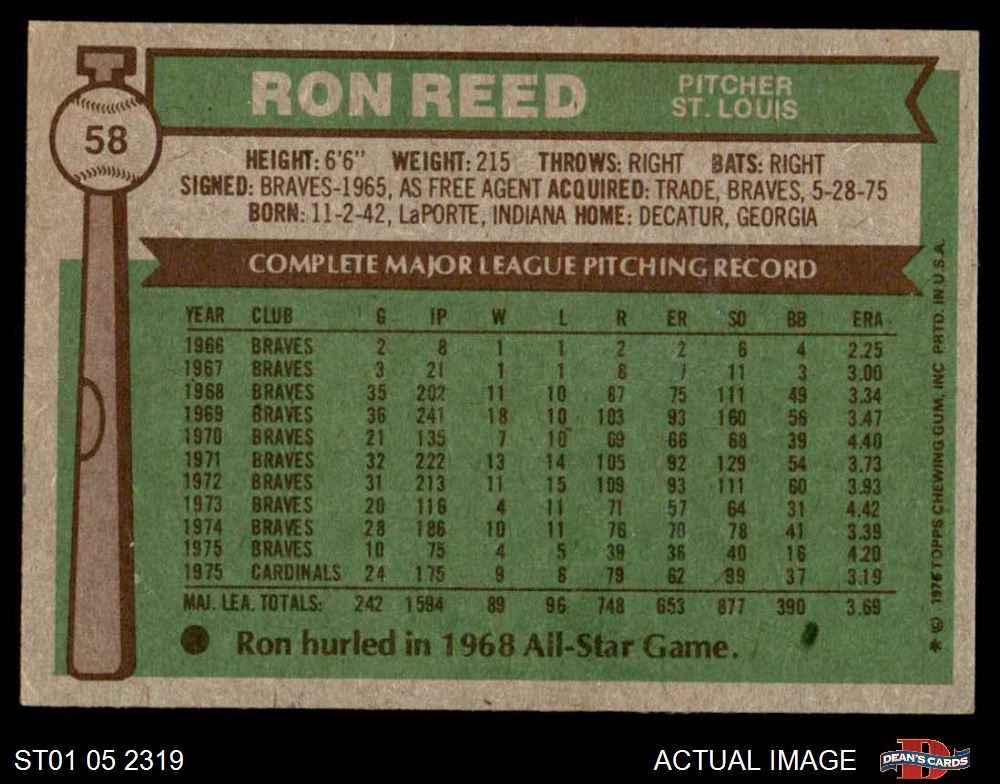 RON REED
PITCHER
ST. LOUIS
58
HEIGHT: 6'6" WEIGHT: 215 THROWS: RIGHT BATS: RIGHT
SIGNED: BRAVES-1965, AS FREE AGENT ACQUIRED: TRADE, BRAVES, 5-28-75
BORN: 11-2-42, LaPORTE, INDIANA HOME: DECATUR, GEORGIA
COMPLETE MAJOR LEAGUE PITCHING RECORD
YEAR CLUB G IP W L R ER SO BB ERA
1966 BRAVES 2 8 1 1 2 2 6 4 2.25
1967 BRAVES 3 21 1 1 8 7 11 3 3.00
1968 BRAVES 35 202 11 10 87 75 111 49 3.34
1969 BRAVES 36 241 18 10 103 93 160 56 3.47
1970 BRAVES 21 135 7 10 69 66 68 39 4.40
1971 BRAVES 32 222 13 14 105 92 129 54 3.73
1972 BRAVES 31 213 11 15 109 93 111 60 3.93
1973 BRAVES 20 116 4 11 71 57 64 31 4.42
1974 BRAVES 28 186 10 11 76 70 78 41 3.39
1975 BRAVES 10 75 4 5 39 36 40 16 4.20
1975 CARDINALS 24 175 9 8 79 62 99 37 3.19
MAJ. LEA. TOTALS: 242 1594 89 96 748 653 877 390 3.69
Ron hurled in 1968 All-Star Game.
* © 1976 TOPPS CHEWING GUM, INC PRTD. IN U.S.A.
ST01 05 2319
ACTUAL IMAGE
DEAN'S CARDS